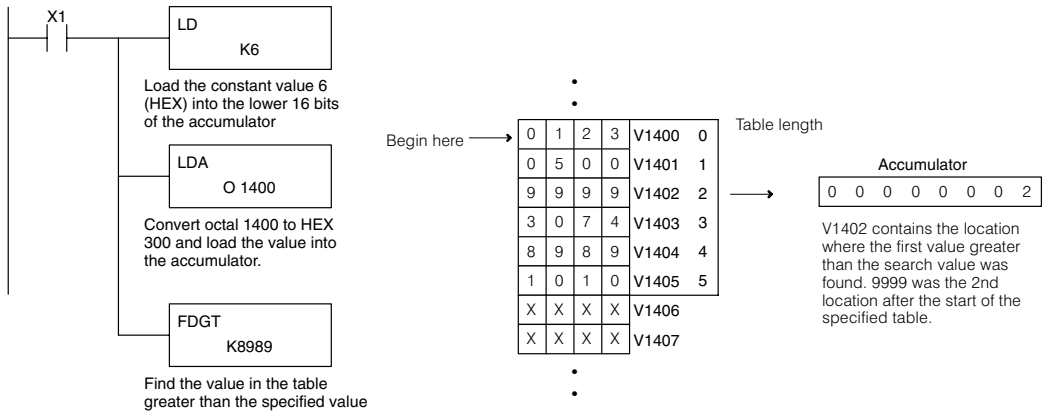 X1
LD
K6
Load the constant value 6
(HEX) into the lower 16 bits
of the accumulator
LDA
O 1400
Convert octal 1400 to HEX
300 and load the value into
the accumulator.
FDGT
K8989
Find the value in the table
greater than the specified value
Begin here
Table length
0 1 2 3 V1400 0
0 5 0 0 V1401 1
9 9 9 9 V1402 2
3 0 7 4 V1403 3
8 9 8 9 V1404 4
1 0 1 0 V1405 5
X X X X V1406
X X X X V1407
Accumulator
0 0 0 0 0 0 0 2
V1402 contains the location
where the first value greater
than the search value was
found. 9999 was the 2nd
location after the start of the
specified table.